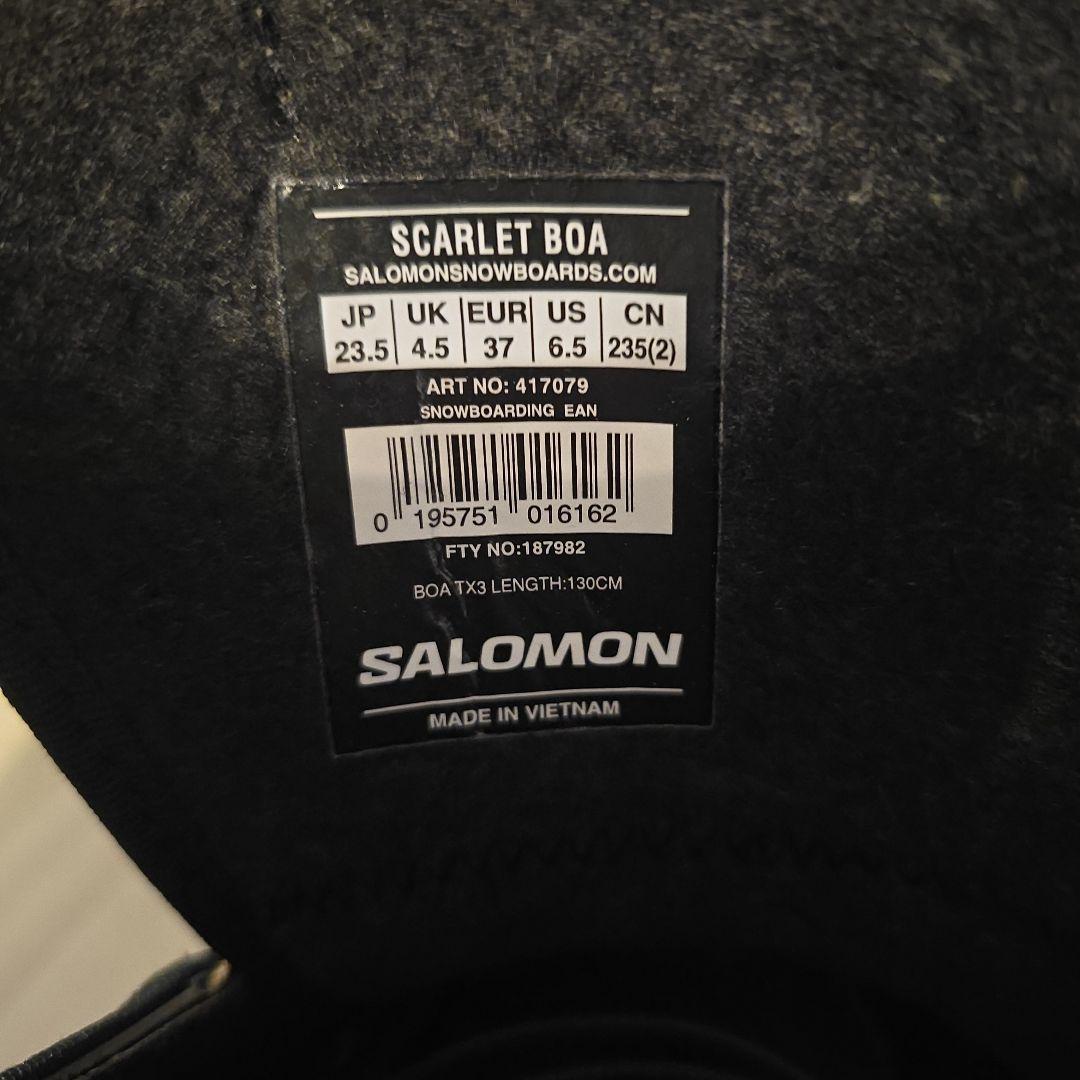 SCARLET BOA
SALOMONSNOWBOARDS.COM
JP UK EUR US CN
23.5 4.5 37 6.5 235(2)
ART NO: 417079
SNOWBOARDING EAN
0 195751 016162
FTY NO:187982
BOA TX3 LENGTH:130CM
SALOMON
MADE IN VIETNAM